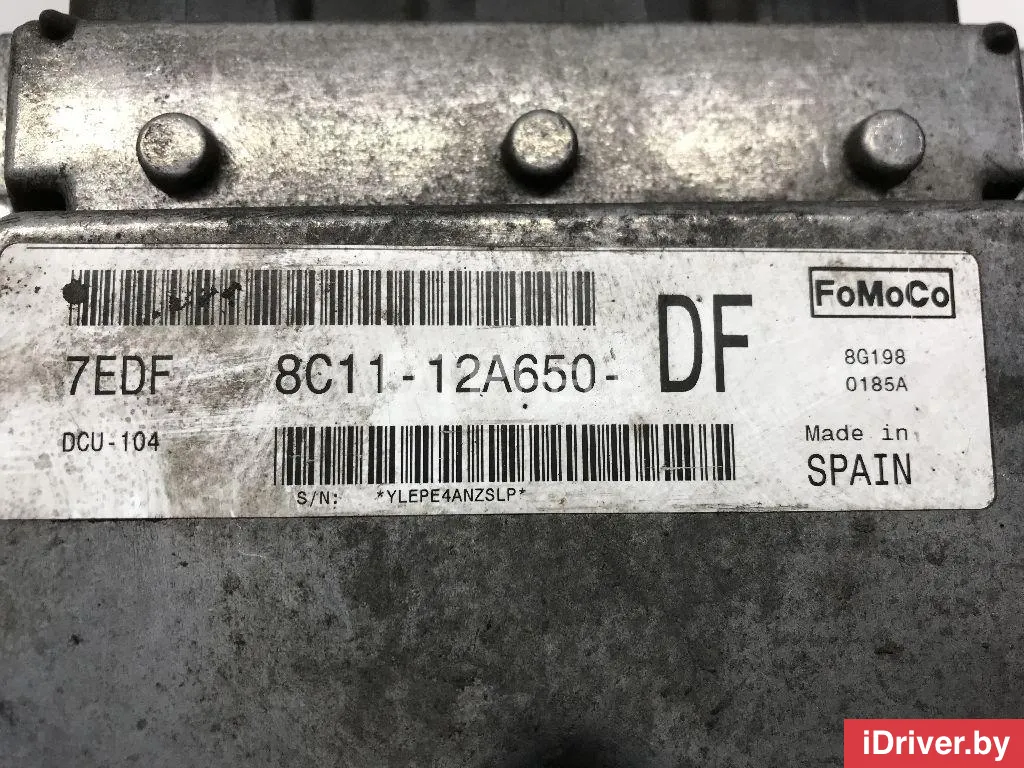 FoMoCo
7EDF 8C11-12A650- DF
8G198
0185A
DCU-104
Made in
SPAIN
S/N: *YLEPE4ANZSLP*
iDriver.by